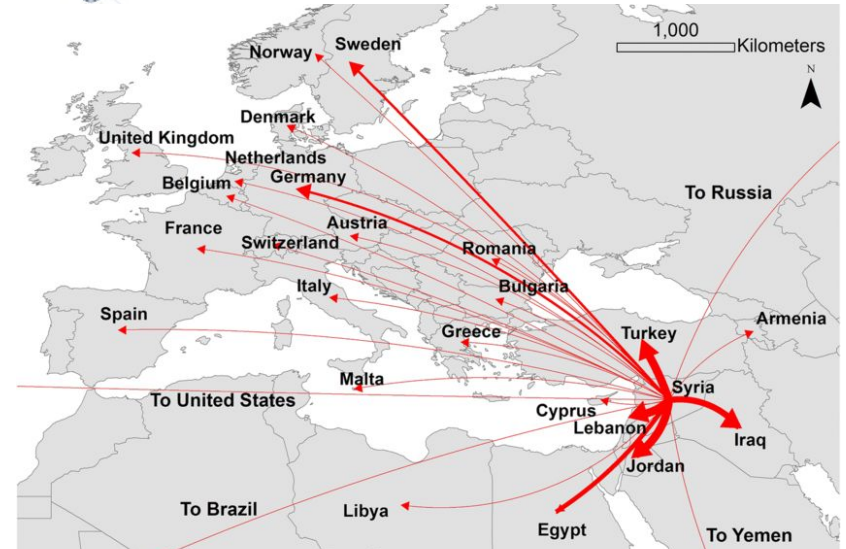 Norway
Sweden
1,000
Kilometers
N
Denmark
United Kingdom
Netherlands
Belgium
Germany
To Russia
France
Austria
Switzerland
Romania
Italy
Bulgaria
Spain
Greece
Turkey
Armenia
Malta
Syria
To United States
Cyprus
Lebanon
Iraq
Jordan
To Brazil
Libya
Egypt
To Yemen